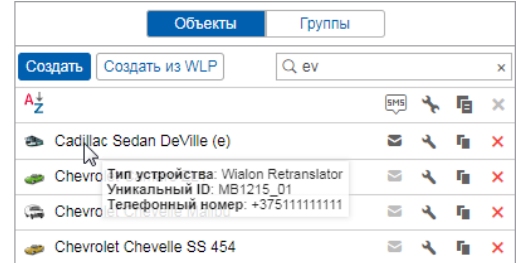 Объекты Группы
Создать Создать из WLP ev ×
A Z SMS
Cadillac Sedan DeVille (e)
Chevro
Тип устройства: Wialon Retranslator
Уникальный ID: MB1215_01
Chevro
Телефонный номер: +375111111111
Chevrolet Chevelle SS 454